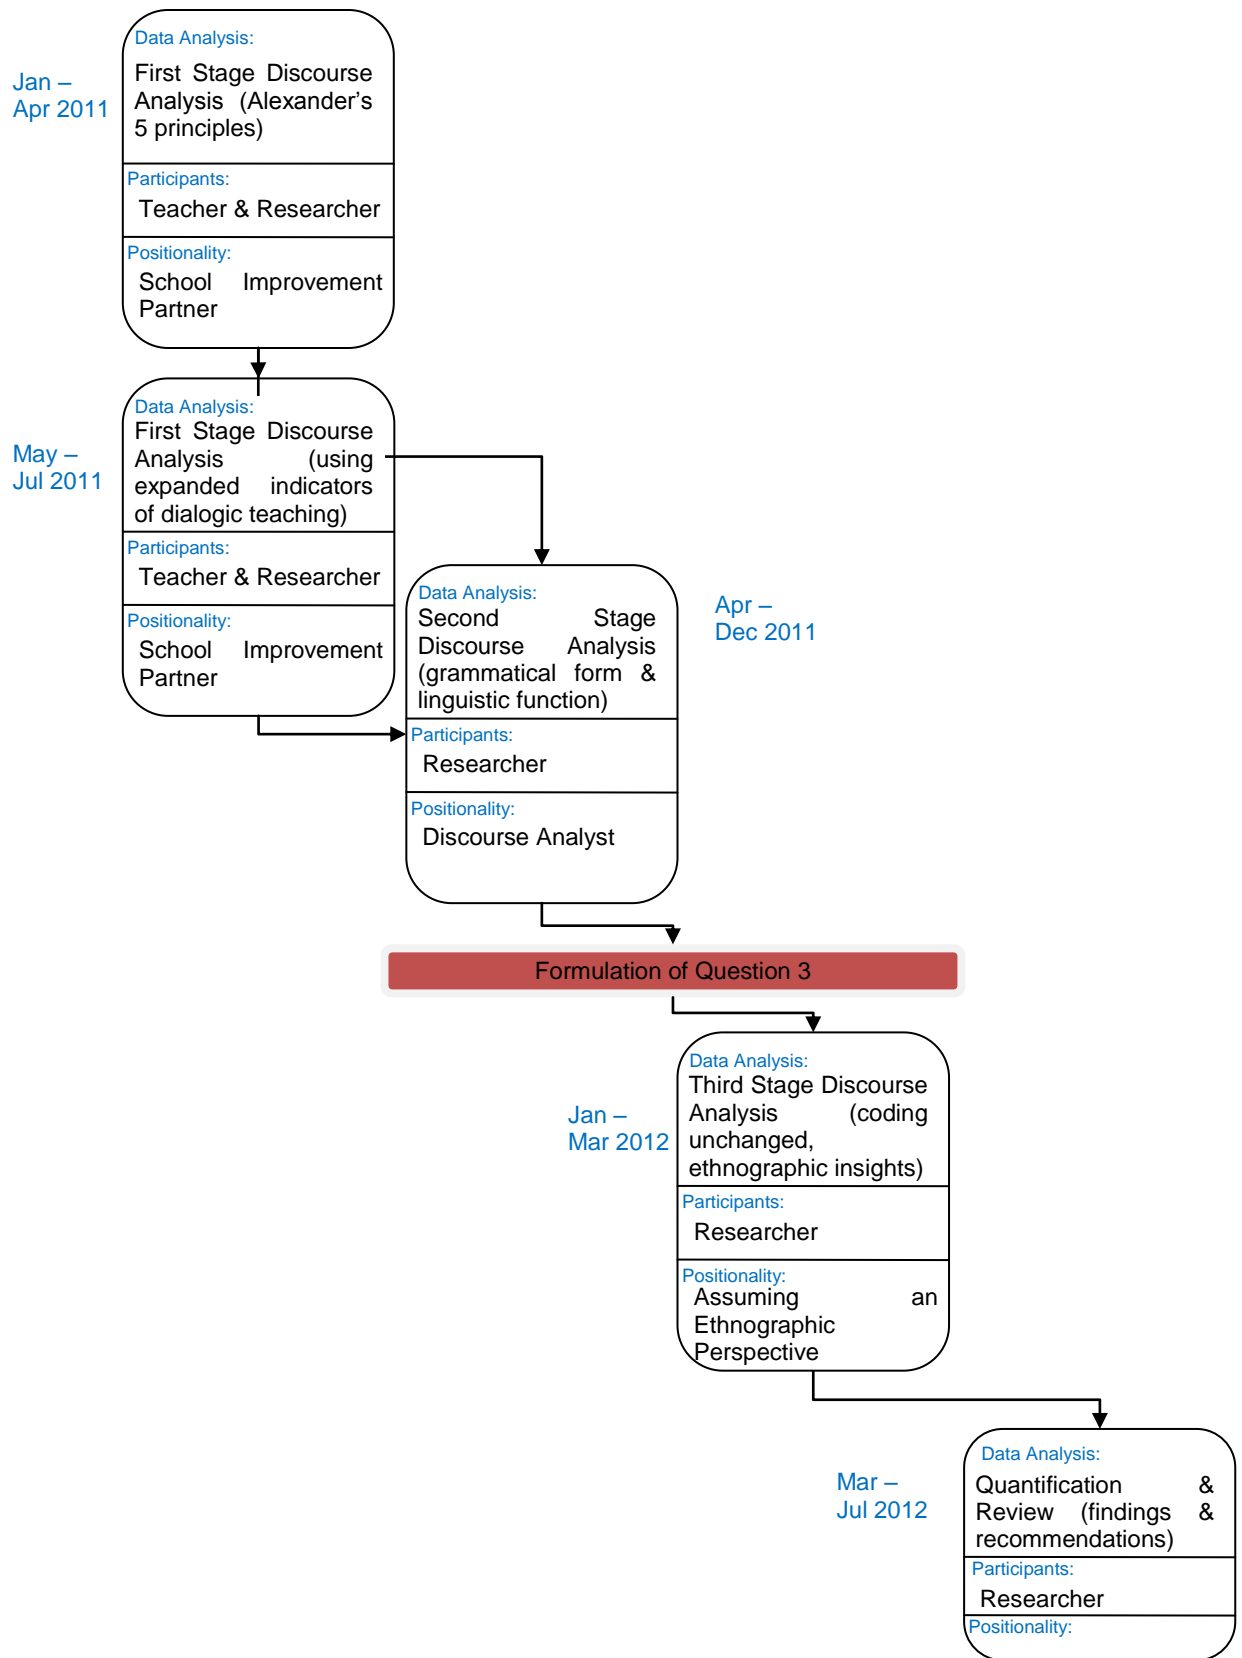 Data Analysis:
First Stage Discourse
Analysis (Alexander’s
5 principles)
Jan –
Apr 2011
Participants:
Teacher & Researcher
Positionality:
School Improvement
Partner
Data Analysis:
First Stage Discourse
Analysis (using
expanded indicators
of dialogic teaching)
May –
Jul 2011
Participants:
Teacher & Researcher
Positionality:
School Improvement
Partner
Data Analysis:
Second Stage
Discourse Analysis
(grammatical form &
linguistic function)
Apr –
Dec 2011
Participants:
Researcher
Positionality:
Discourse Analyst
Formulation of Question 3
Data Analysis:
Third Stage Discourse
Analysis (coding
unchanged,
ethnographic insights)
Jan –
Mar 2012
Participants:
Researcher
Positionality:
Assuming an
Ethnographic
Perspective
Data Analysis:
Quantification &
Review (findings &
recommendations)
Mar –
Jul 2012
Participants:
Researcher
Positionality: